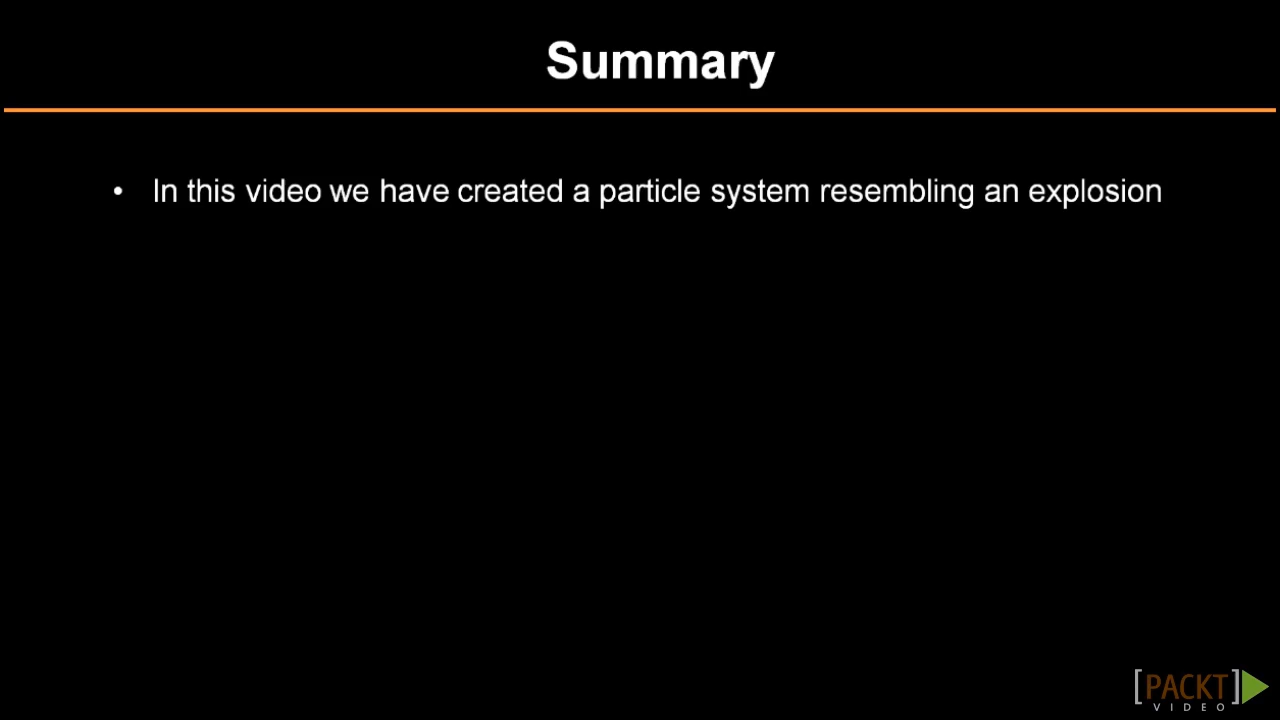 Summary
• In this video we have created a particle system resembling an explosion
[PACKT]
VIDEO